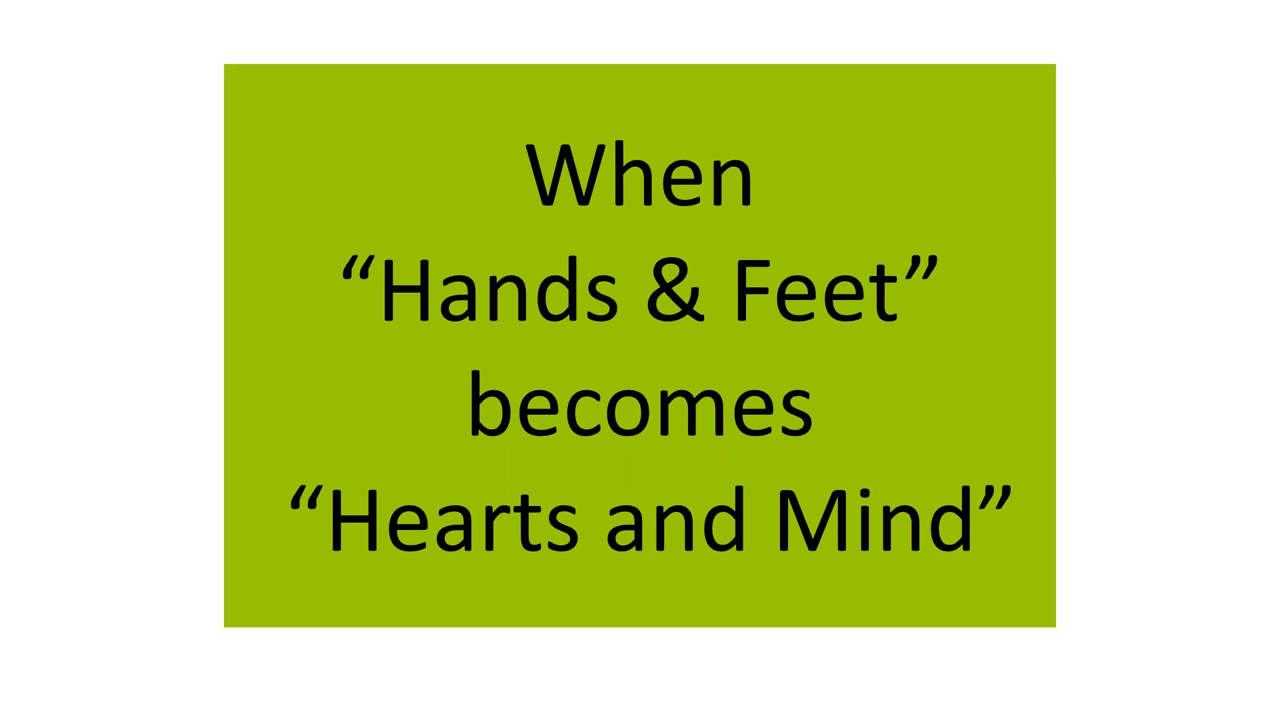 When
“Hands & Feet”
becomes
“Hearts and Mind”